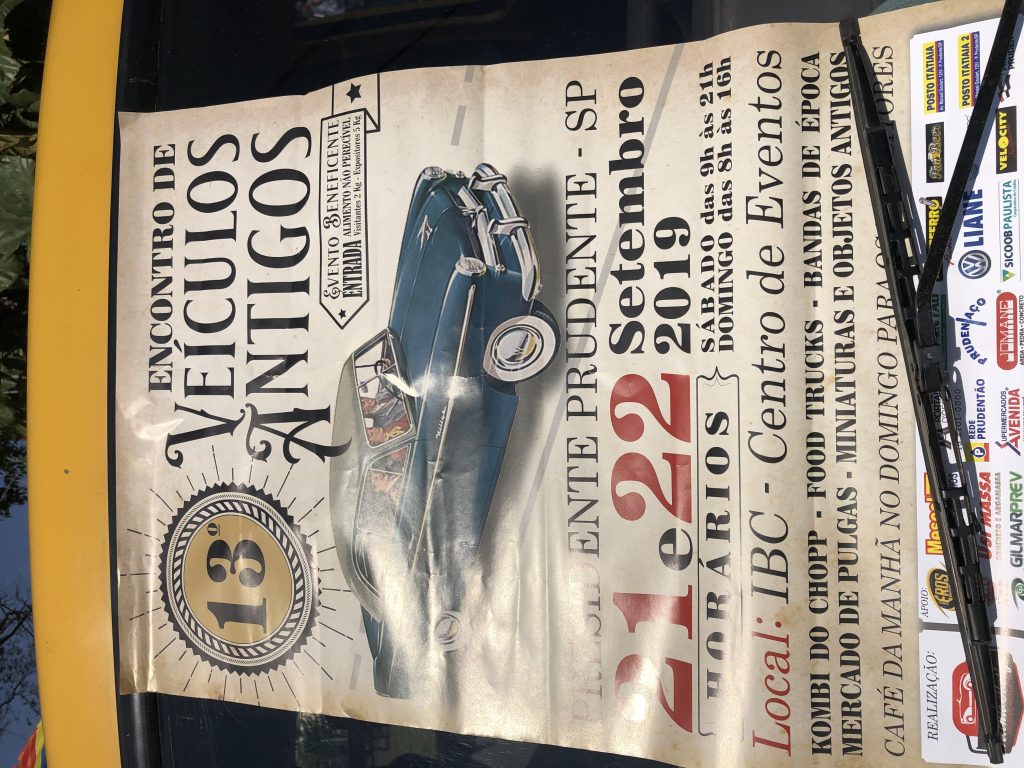 13º
ENCONTRO DE
VEÍCULOS
ANTIGOS
EVENTO BENEFICENTE
ENTRADA ALIMENTO NÃO PERECÍVEL
Visitantes 2 Kg - Expositores 5 Kg
PRESIDENTE PRUDENTE - SP
21 e 22 Setembro
2019
HORÁRIOS
SÁBADO das 9h às 21h
DOMINGO das 8h às 16h
Local: IBC - Centro de Eventos
KOMBI DO CHOPP - FOOD TRUCKS - BANDAS DE ÉPOCA
MERCADO DE PULGAS - MINIATURAS E OBJETOS ANTIGOS
CAFÉ DA MANHÃ NO DOMINGO PARA OS
REALIZAÇÃO:
APOIO:
POSTO ITATIAIA
POSTO ITATIAIA 2
LIANE
VELOCITY
SICOOB PAULISTA
PRUDENAÇO
JEMANE
REDE
PRUDENTÃO
SUPERMERCADOS
AVENIDA
MASSA
CONCRETO E ARGAMASSA
GILMARPREV